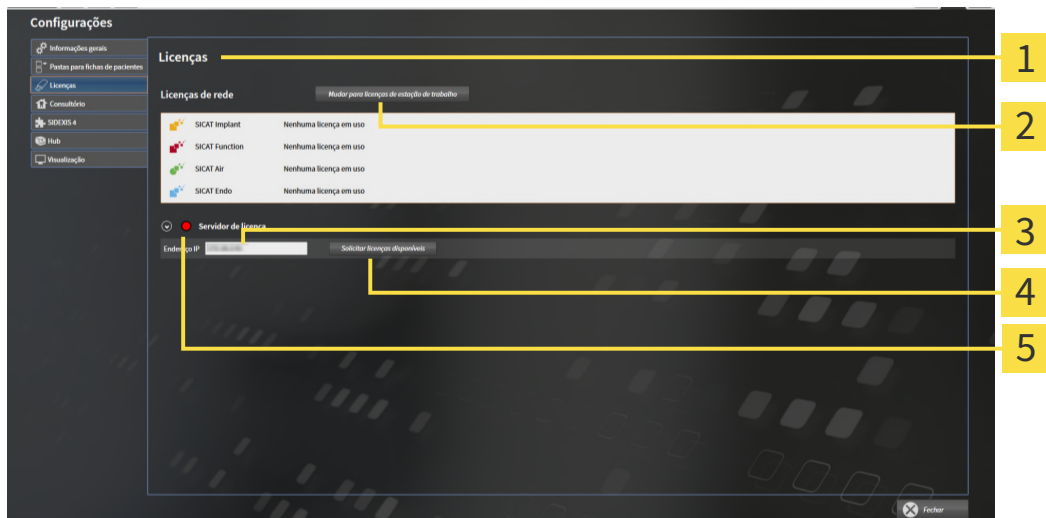 Configurações
Informações gerais
Pastas para fichas de pacientes
Licenças
Consultório
SIDEXIS 4
Hub
Visualização
Licenças
Licenças de rede
Mudar para licenças de estação de trabalho
SICAT Implant Nenhuma licença em uso
SICAT Function Nenhuma licença em uso
SICAT Air Nenhuma licença em uso
SICAT Endo Nenhuma licença em uso
Servidor de licença
Endereço IP
Solicitar licenças disponíveis
Fechar
1
2
3
4
5